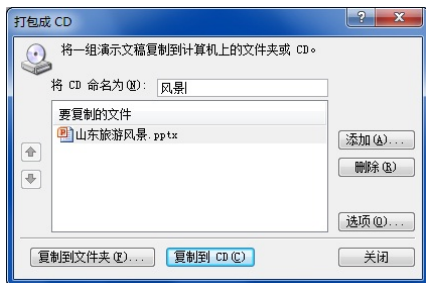 打包成 CD
将一组演示文稿复制到计算机上的文件夹或 CD。
将 CD 命名为(N): 风景
要复制的文件
山东旅游风景.pptx
添加(A)...
删除(R)
选项(O)...
复制到文件夹(F)... 复制到 CD(C) 关闭